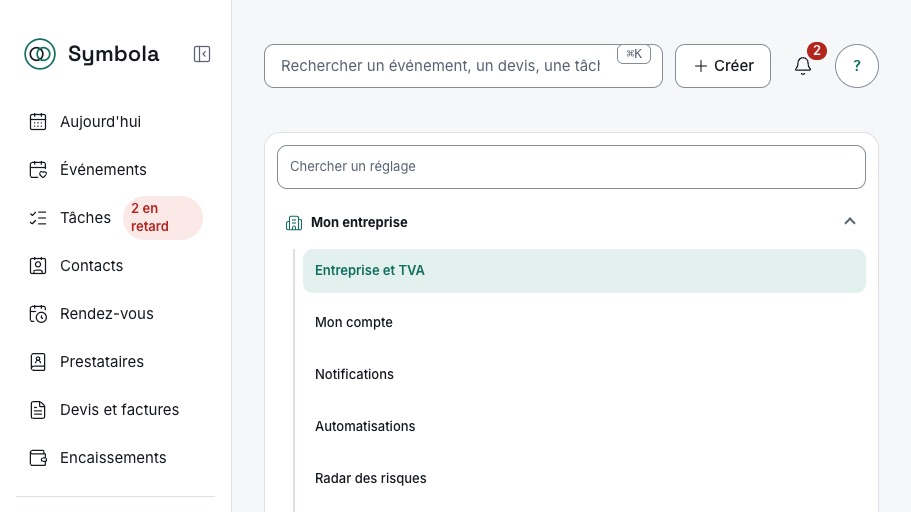 Symbola
Aujourd'hui
Événements
Tâches
2 en
retard
Contacts
Rendez-vous
Prestataires
Devis et factures
Encaissements
Rechercher un événement, un devis, une tâch
⌘K
Créer
2
?
Chercher un réglage
Mon entreprise
Entreprise et TVA
Mon compte
Notifications
Automatisations
Radar des risques